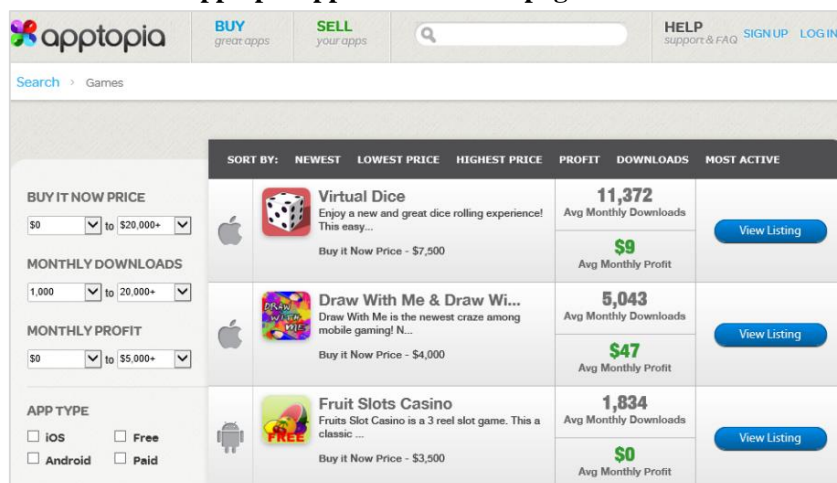 apptopia
BUY
great apps
SELL
your apps
HELP
support & FAQ
SIGN UP LOG IN
Search > Games
SORT BY: NEWEST LOWEST PRICE HIGHEST PRICE PROFIT DOWNLOADS MOST ACTIVE
BUY IT NOW PRICE
$0 to $20,000+
MONTHLY DOWNLOADS
1,000 to 20,000+
MONTHLY PROFIT
$0 to $5,000+
APP TYPE
iOS Free
Android Paid
Virtual Dice
Enjoy a new and great dice rolling experience!
This easy...
Buy it Now Price - $7,500
11,372
Avg Monthly Downloads
$9
Avg Monthly Profit
View Listing
DRAW
WITH
ME
Draw With Me & Draw Wi...
Draw With Me is the newest craze among
mobile gaming! N...
Buy it Now Price - $4,000
5,043
Avg Monthly Downloads
$47
Avg Monthly Profit
View Listing
FREE
Fruit Slots Casino
Fruits Slot Casino is a 3 reel slot game. This a
classic ...
Buy it Now Price - $3,500
1,834
Avg Monthly Downloads
$0
Avg Monthly Profit
View Listing